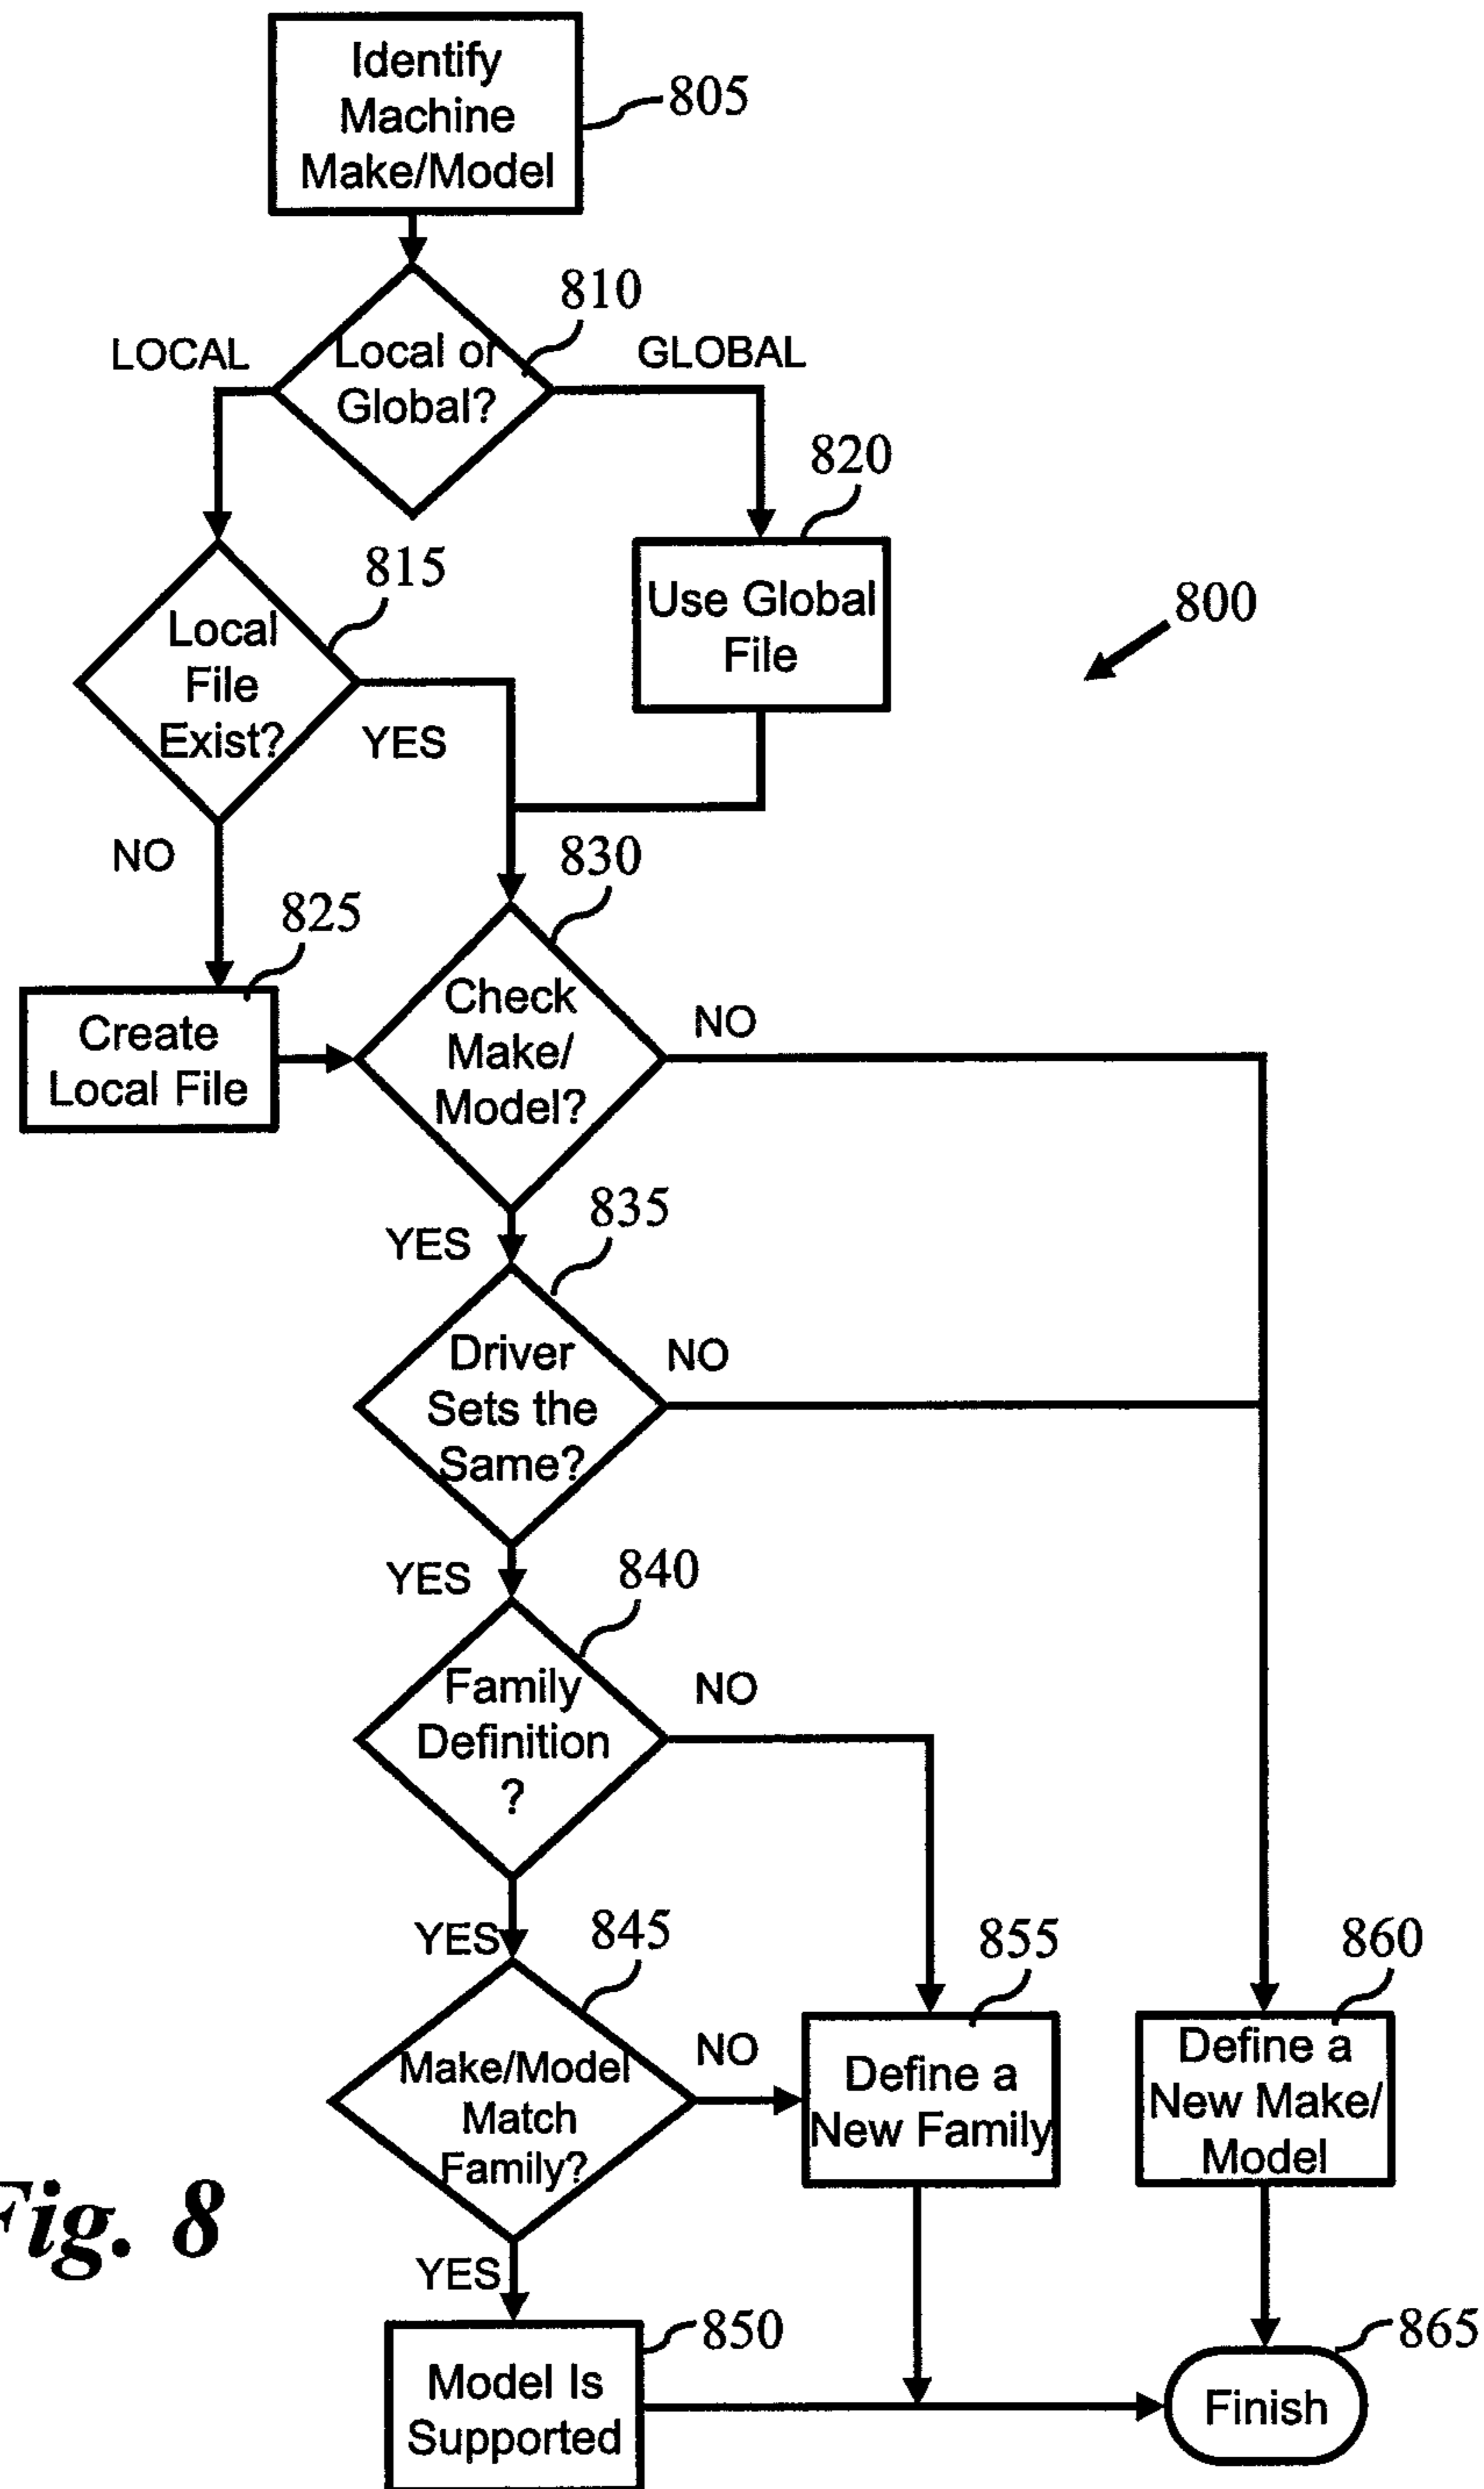 Identify
Machine
Make/Model
805
810
LOCAL
Local or
Global?
GLOBAL
820
815
Use Global
File
800
Local
File
Exist?
YES
NO
830
825
Create
Local File
Check
Make/
Model?
NO
YES
835
Driver
Sets the
Same?
NO
YES
840
Family
Definition
?
NO
YES
845
855
860
Make/Model
Match
Family?
NO
Define a
New Family
Define a
New Make/
Model
Fig. 8
YES
850
865
Model Is
Supported
Finish